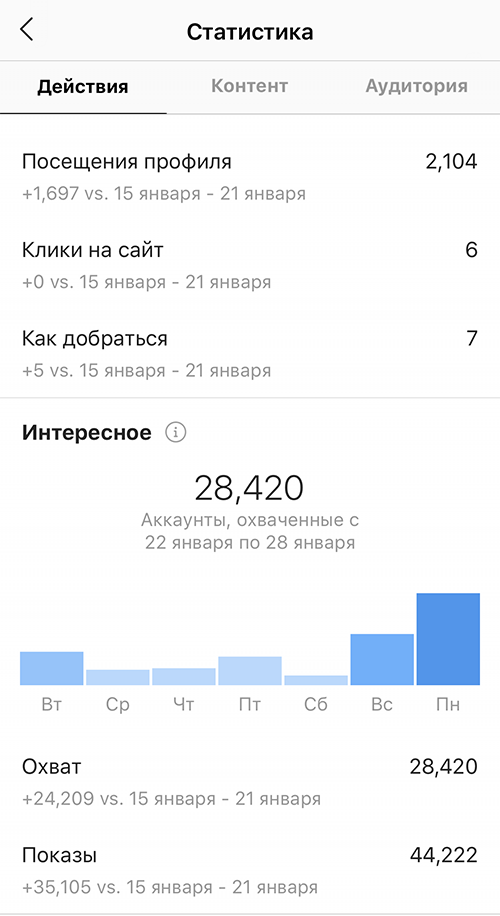 Статистика
Действия Контент Аудитория
Посещения профиля 2,104
+1,697 vs. 15 января - 21 января
Клики на сайт 6
+0 vs. 15 января - 21 января
Как добраться 7
+5 vs. 15 января - 21 января
Интересное
28,420
Аккаунты, охваченные с
22 января по 28 января
Вт Ср Чт Пт Сб Вс Пн
Охват 28,420
+24,209 vs. 15 января - 21 января
Показы 44,222
+35,105 vs. 15 января - 21 января